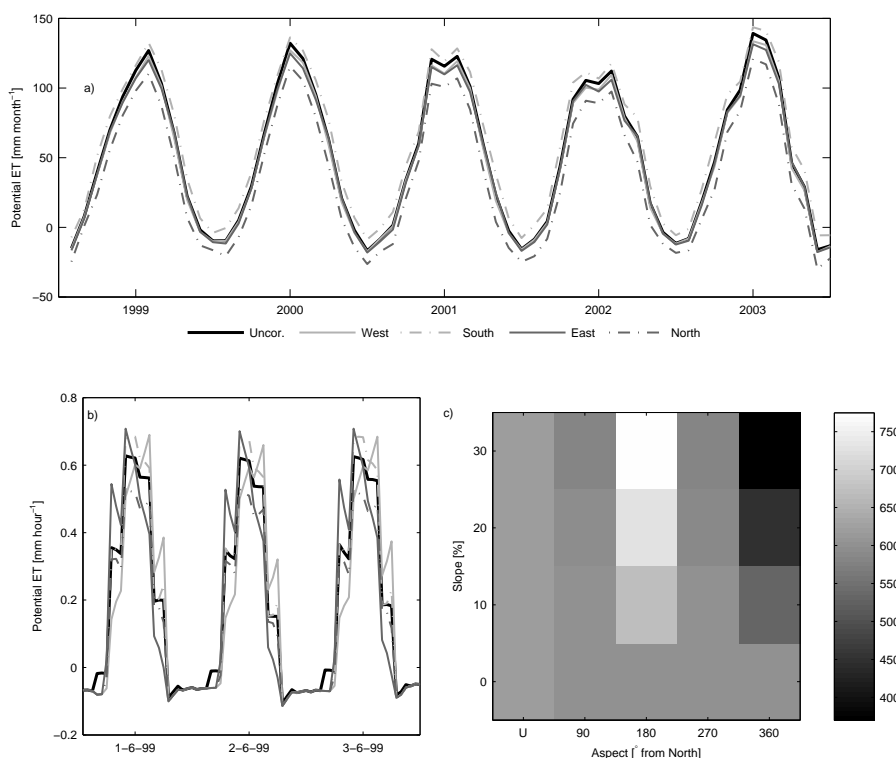 150
100
50
0
−50
Potential ET [mm month⁻¹]
a)
1999 2000 2001 2002 2003
Uncor. West South East North
0.8
0.6
0.4
0.2
0
−0.2
Potential ET [mm hour⁻¹]
b)
1−6−99 2−6−99 3−6−99
c)
30
20
10
0
Slope [%]
U 90 180 270 360
Aspect [° from North]
750
700
650
600
550
500
450